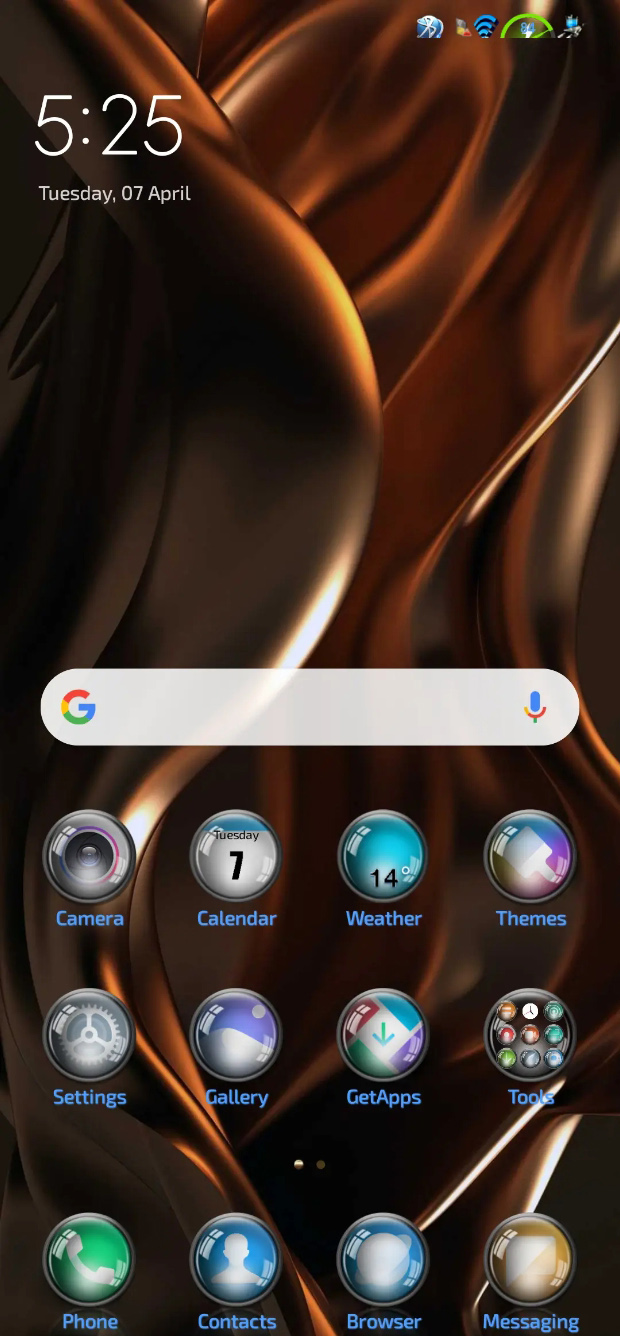 5:25
Tuesday, 07 April
Tuesday
7
14°
Camera
Calendar
Weather
Themes
Settings
Gallery
GetApps
Tools
Phone
Contacts
Browser
Messaging